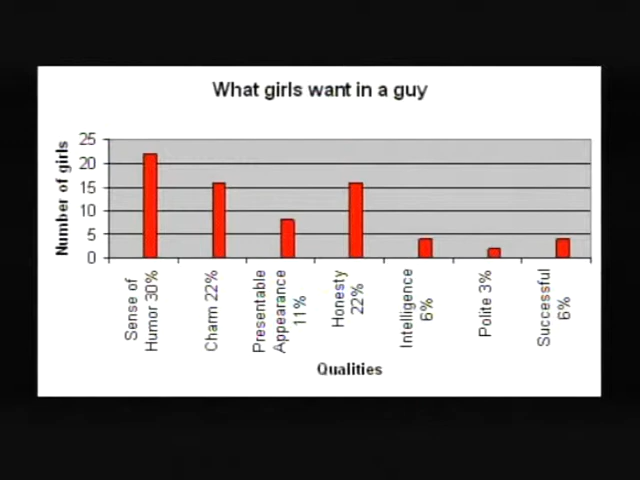 What girls want in a guy
Number of girls
25
20
15
10
5
0
Sense of
Humor 30%
Charm 22%
Presentable
Appearance
11%
Honesty
22%
Intelligence
6%
Polite 3%
Successful
6%
Qualities